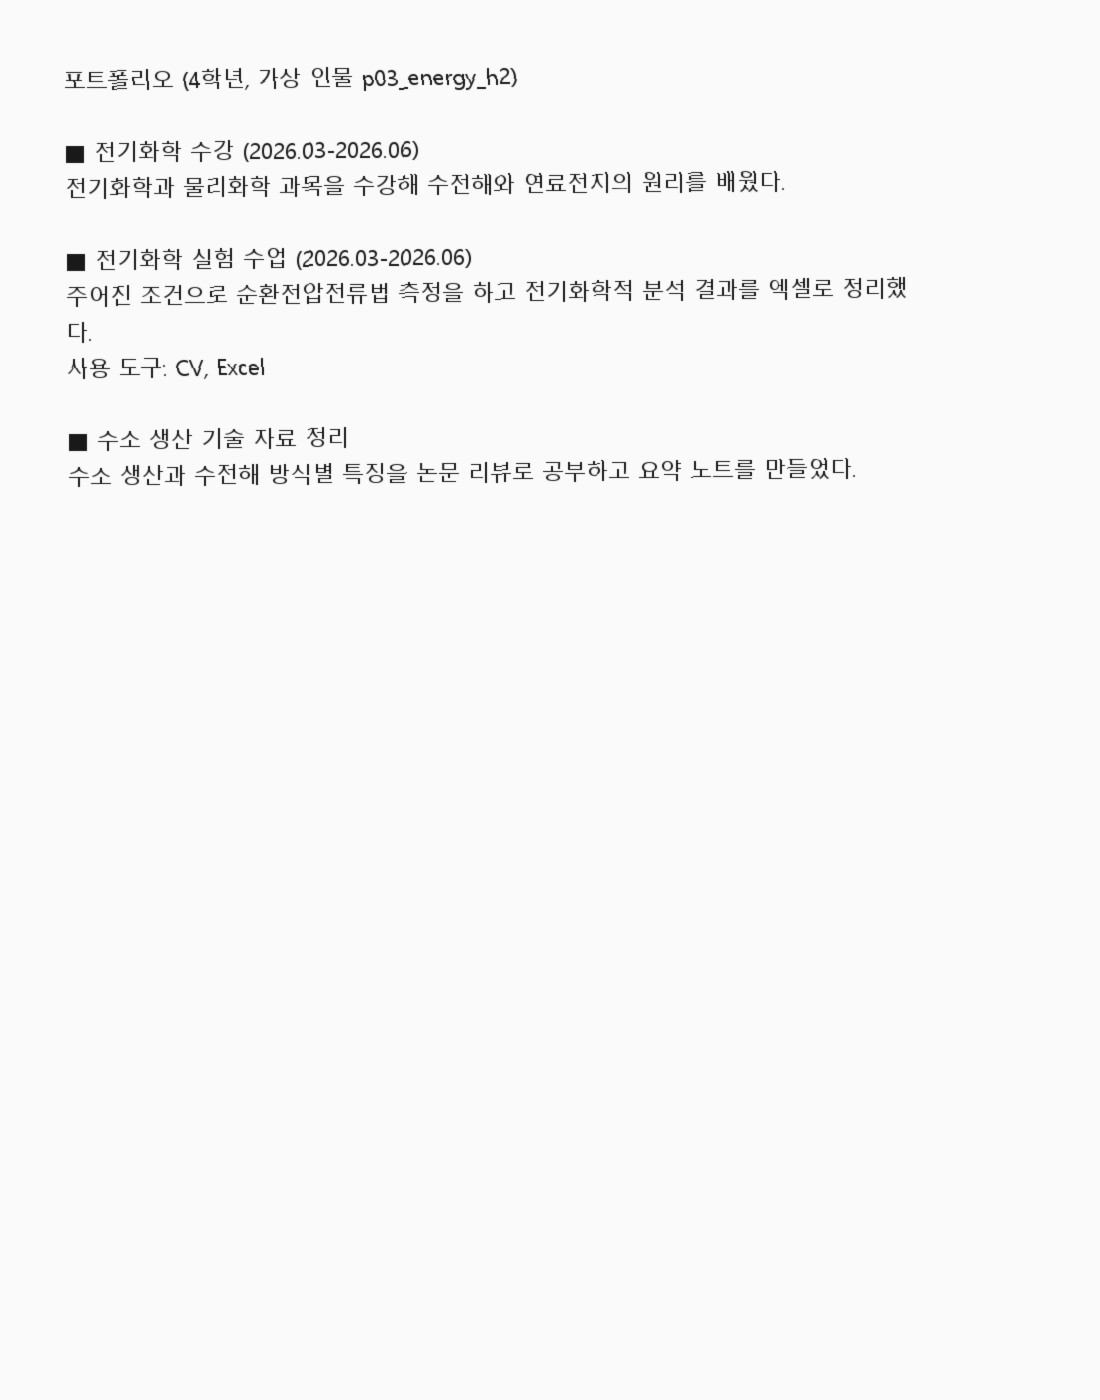 포트폴리오 (4학년, 가상 인물 p03_energy_h2)
■ 전기화학 수강 (2026.03-2026.06)
전기화학과 물리화학 과목을 수강해 수전해와 연료전지의 원리를 배웠다.
■ 전기화학 실험 수업 (2026.03-2026.06)
주어진 조건으로 순환전압전류법 측정을 하고 전기화학적 분석 결과를 엑셀로 정리했
다.
사용 도구: CV, Excel
■ 수소 생산 기술 자료 정리
수소 생산과 수전해 방식별 특징을 논문 리뷰로 공부하고 요약 노트를 만들었다.